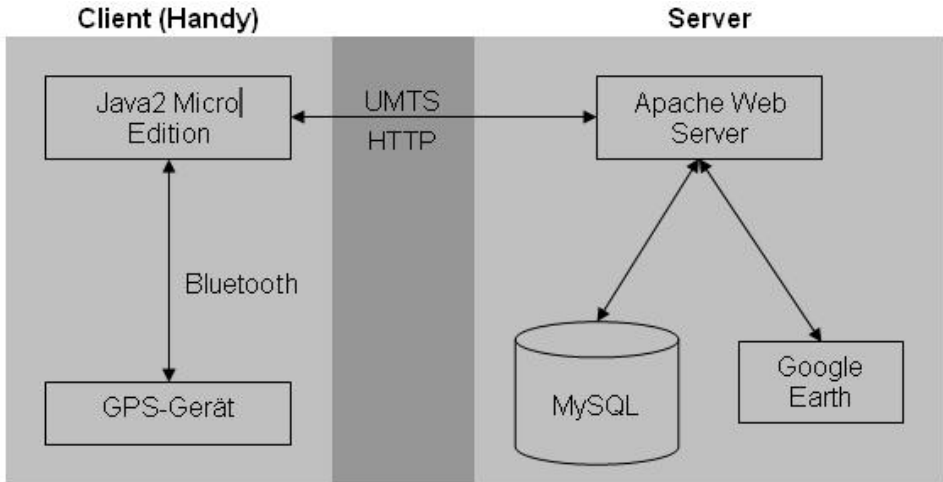 Client (Handy)
Server
Java2 Micro
Edition
UMTS
HTTP
Apache Web
Server
Bluetooth
GPS-Gerät
MySQL
Google
Earth